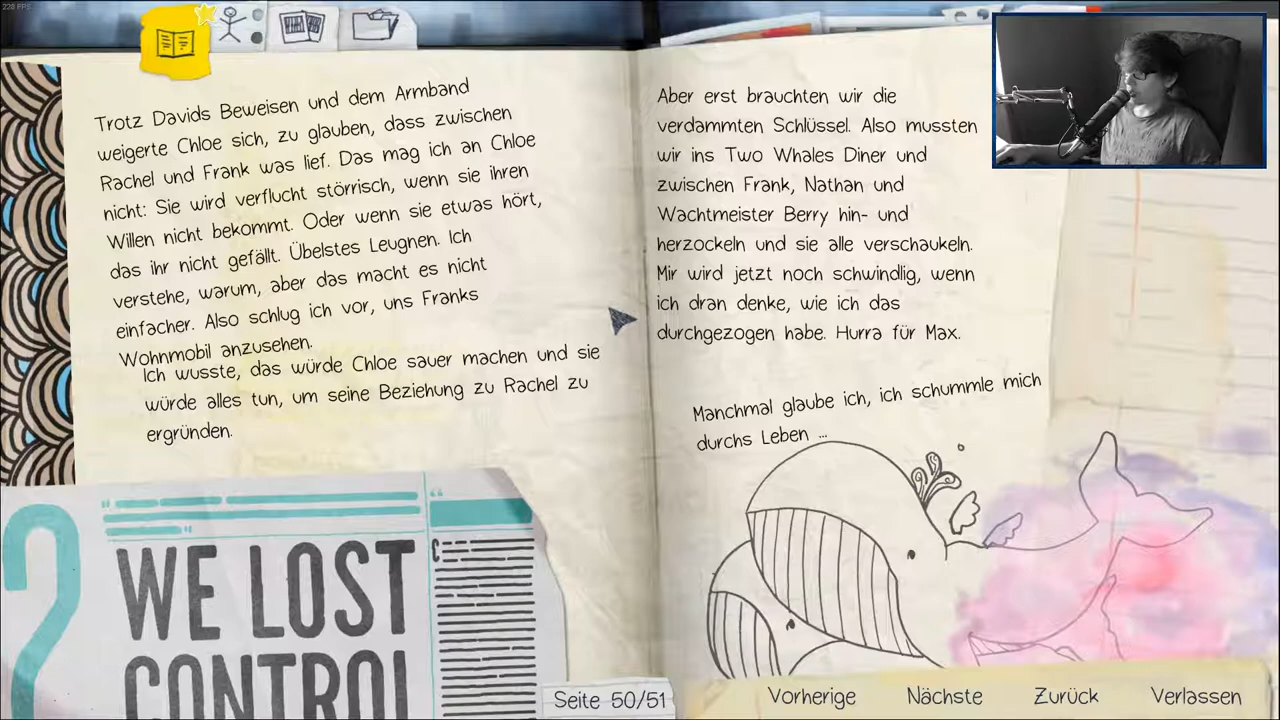 228 FPS
Trotz Davids Beweisen und dem Armband
weigerte Chloe sich, zu glauben, dass zwischen
Rachel und Frank was lief. Das mag ich an Chloe
nicht: Sie wird verflucht störrisch, wenn sie ihren
Willen nicht bekommt. Oder wenn sie etwas hört,
das ihr nicht gefällt. Übelstes Leugnen. Ich
verstehe, warum, aber das macht es nicht
einfacher. Also schlug ich vor, uns Franks
Wohnmobil anzusehen.
Ich wusste, das würde Chloe sauer machen und sie
würde alles tun, um seine Beziehung zu Rachel zu
ergründen.
WE LOST
CONTROL
Aber erst brauchten wir die
verdammten Schlüssel. Also mussten
wir ins Two Whales Diner und
zwischen Frank, Nathan und
Wachtmeister Berry hin- und
herzockeln und sie alle verschaukeln.
Mir wird jetzt noch schwindlig, wenn
ich dran denke, wie ich das
durchgezogen habe. Hurra für Max.
Manchmal glaube ich, ich schummle mich
durchs Leben ...
Seite 50/51
Vorherige Nächste Zurück Verlassen